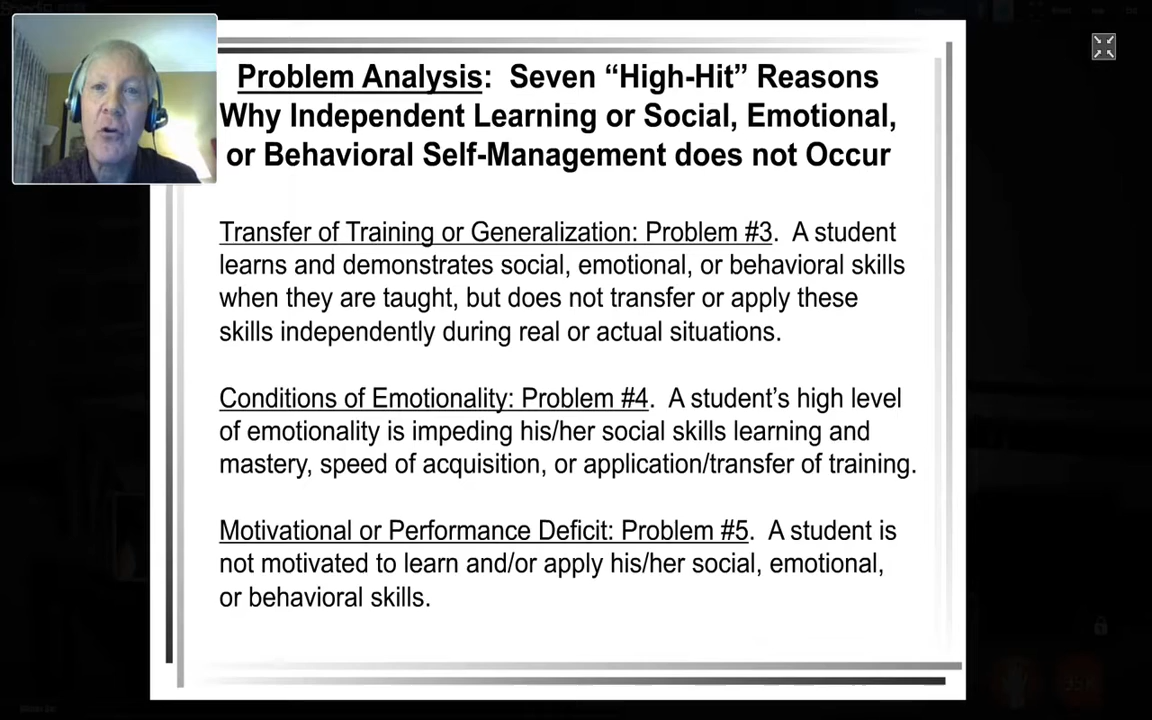 Problem Analysis:  Seven “High-Hit” Reasons
Why Independent Learning or Social, Emotional,
or Behavioral Self-Management does not Occur
Transfer of Training or Generalization: Problem #3.  A student
learns and demonstrates social, emotional, or behavioral skills
when they are taught, but does not transfer or apply these
skills independently during real or actual situations.
Conditions of Emotionality: Problem #4.  A student’s high level
of emotionality is impeding his/her social skills learning and
mastery, speed of acquisition, or application/transfer of training.
Motivational or Performance Deficit: Problem #5.  A student is
not motivated to learn and/or apply his/her social, emotional,
or behavioral skills.